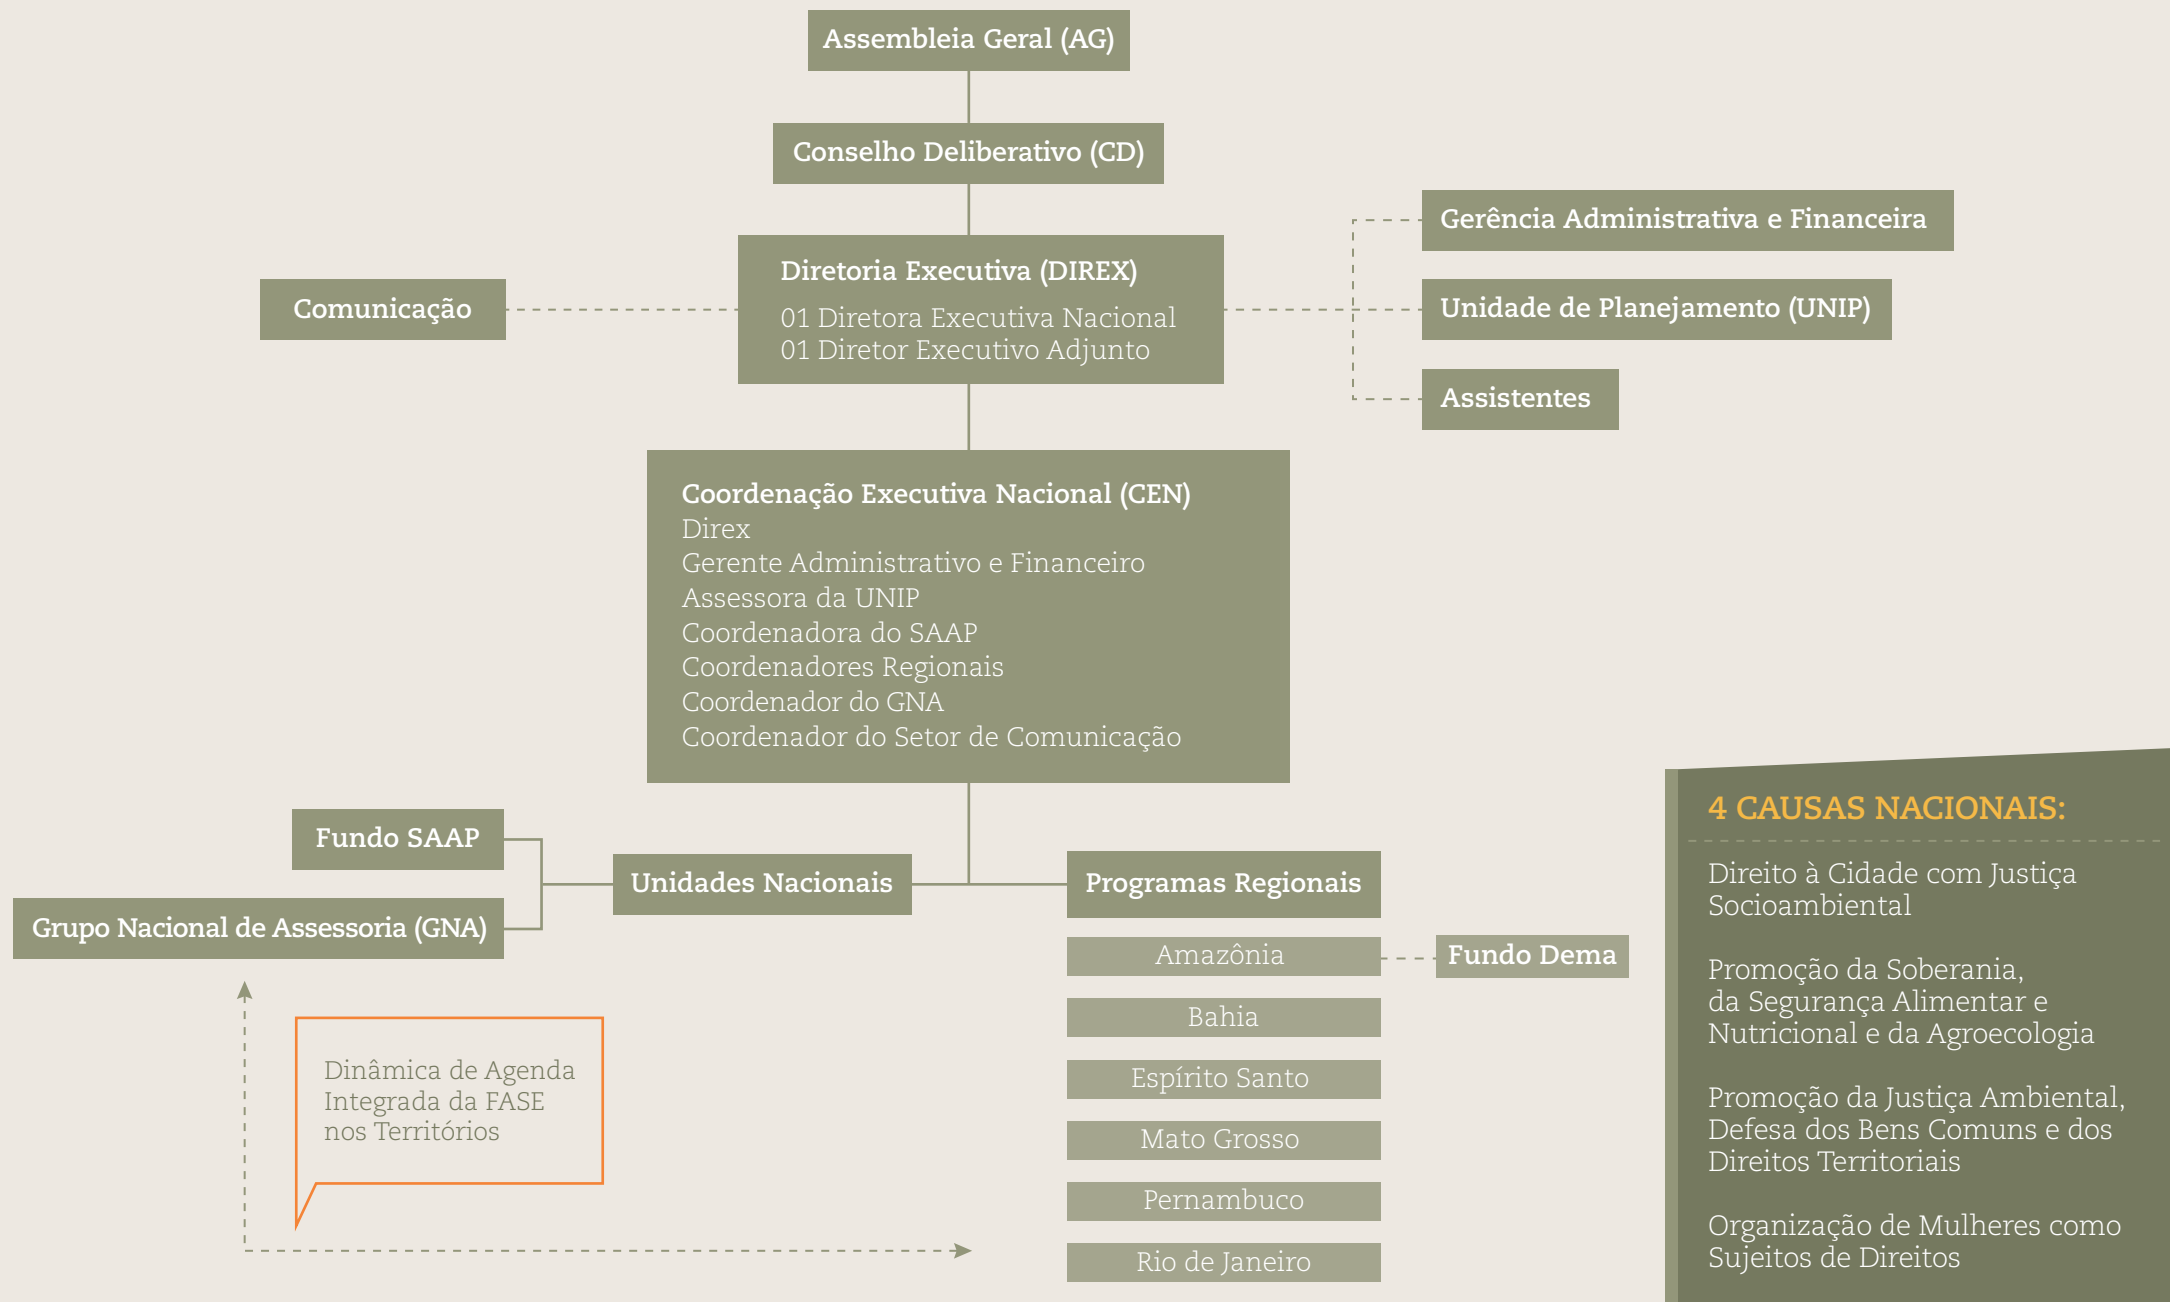 Assembleia Geral (AG)
Conselho Deliberativo (CD)
Diretoria Executiva (DIREX)
01 Diretora Executiva Nacional
01 Diretor Executivo Adjunto
Comunicação
Gerência Administrativa e Financeira
Unidade de Planejamento (UNIP)
Assistentes
Coordenação Executiva Nacional (CEN)
Direx
Gerente Administrativo e Financeiro
Assessora da UNIP
Coordenadora do SAAP
Coordenadores Regionais
Coordenador do GNA
Coordenador do Setor de Comunicação
Fundo SAAP
Grupo Nacional de Assessoria (GNA)
Unidades Nacionais
Programas Regionais
Amazônia
Fundo Dema
Bahia
Espírito Santo
Mato Grosso
Pernambuco
Rio de Janeiro
Dinâmica de Agenda
Integrada da FASE
nos Territórios
4 CAUSAS NACIONAIS:
Direito à Cidade com Justiça
Socioambiental
Promoção da Soberania,
da Segurança Alimentar e
Nutricional e da Agroecologia
Promoção da Justiça Ambiental,
Defesa dos Bens Comuns e dos
Direitos Territoriais
Organização de Mulheres como
Sujeitos de Direitos